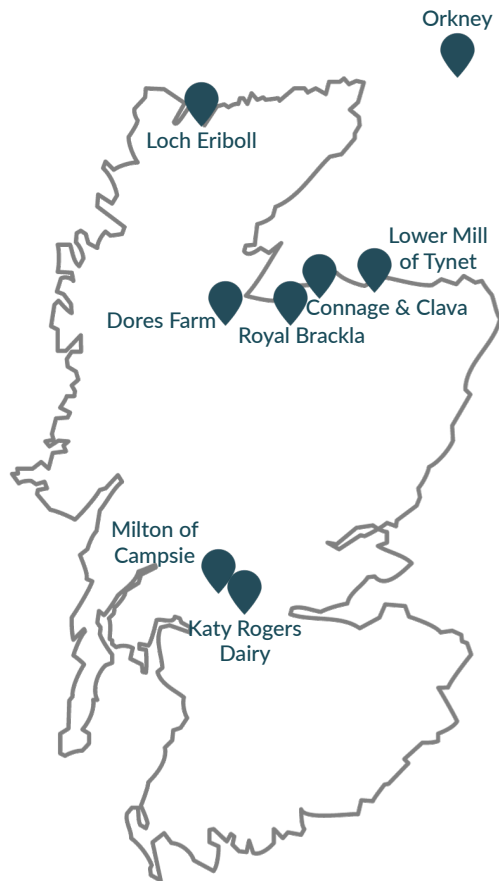 Orkney
Loch Eriboll
Lower Mill
of Tynet
Connage & Clava
Dores Farm
Royal Brackla
Milton of
Campsie
Katy Rogers
Dairy